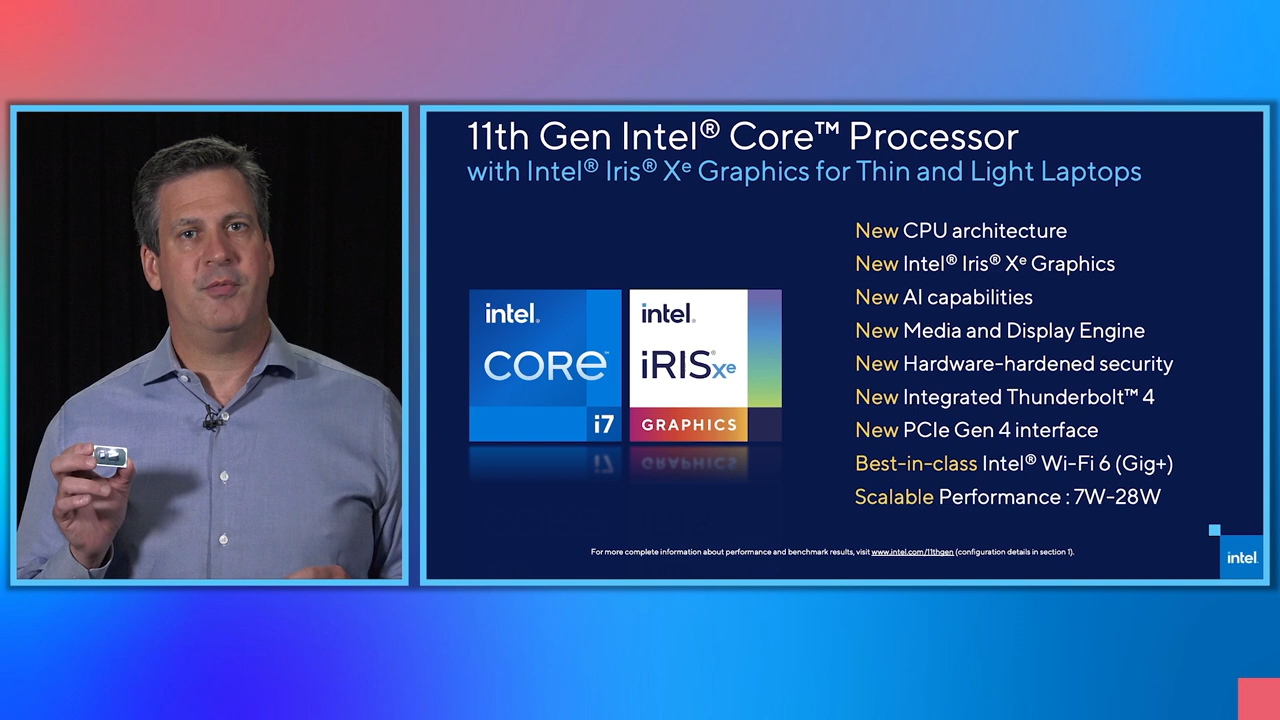 11th Gen Intel® Core™ Processor
with Intel® Iris® Xᵉ Graphics for Thin and Light Laptops
intel.
CORe™
i7
intel.
iRIS® Xe
GRAPHICS
New CPU architecture
New Intel® Iris® Xᵉ Graphics
New AI capabilities
New Media and Display Engine
New Hardware-hardened security
New Integrated Thunderbolt™ 4
New PCIe Gen 4 interface
Best-in-class Intel® Wi-Fi 6 (Gig+)
Scalable Performance : 7W-28W
For more complete information about performance and benchmark results, visit www.intel.com/11thgen (configuration details in section 1).
intel.